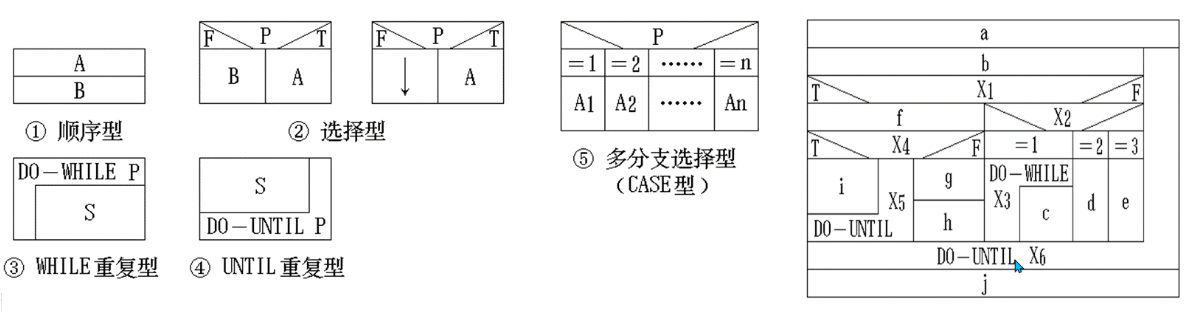 A
B
① 顺序型
F P T
B A
F P T
A
② 选择型
DO-WHILE P
S
③ WHILE重复型
S
DO-UNTIL P
④ UNTIL重复型
P
=1 =2 …… =n
A1 A2 …… An
⑤ 多分支选择型
(CASE型)
a
b
T X1 F
f X2
T X4 F =1 =2 =3
i X5 g DO-WHILE
X3 c d e
DO-UNTIL h
DO-UNTIL X6
j